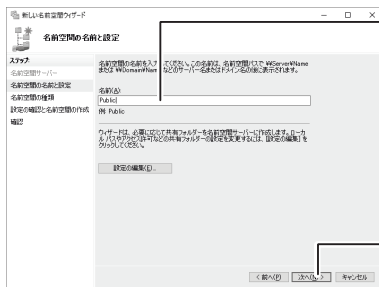 新しい名前空間ウィザード
名前空間の名前と設定
ステップ:
名前空間サーバー
名前空間の名前と設定
名前空間の種類
設定の確認と名前空間の作成
確認
名前空間の名前を入力してください。この名前は、名前空間パスで ¥¥Server¥Name
または ¥¥Domain¥Name などのサーバー名またはドメイン名の後に表示されます。
名前(A):
Public
例: Public
ウィザードは、必要に応じて共有フォルダーを名前空間サーバーに作成します。ローカ
ル パスやアクセス許可などの共有フォルダーの設定を変更するには、[設定の編集] を
クリックしてください。
設定の編集(E)...
< 前へ(P) 次へ(N) > キャンセル